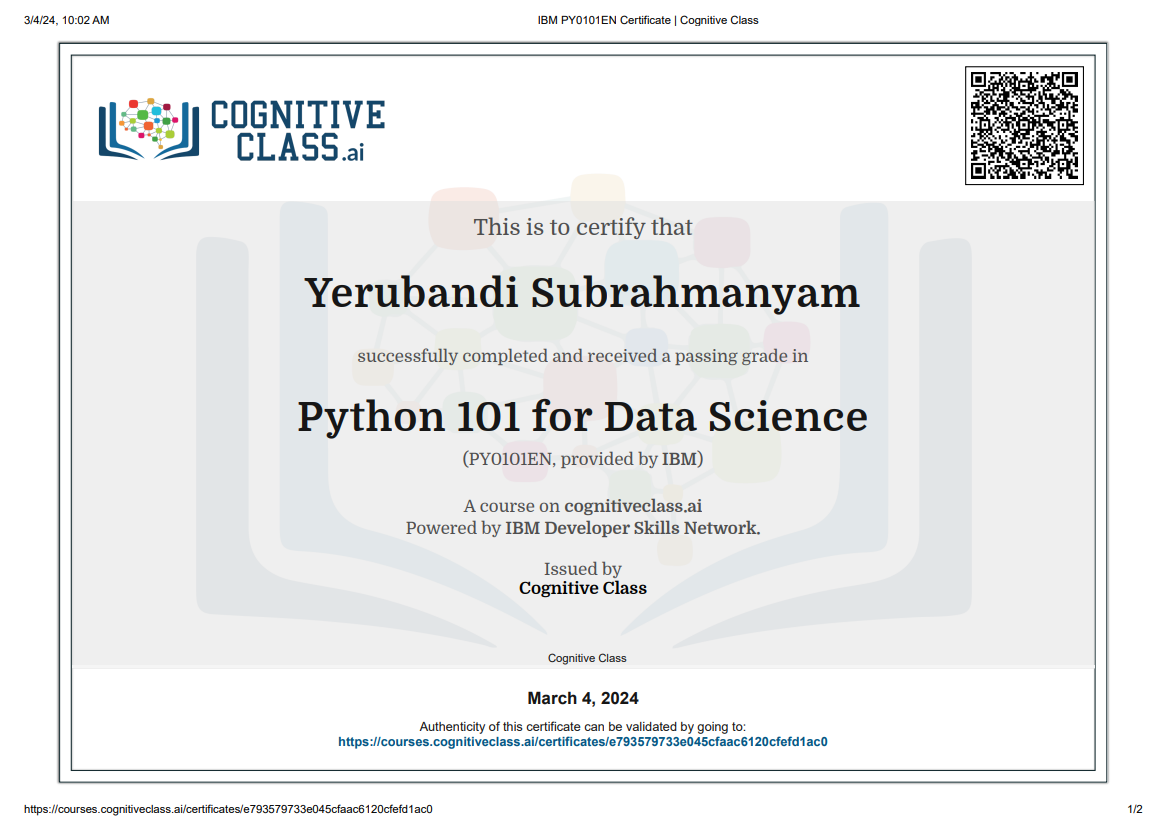 3/4/24, 10:02 AM
IBM PY0101EN Certificate | Cognitive Class
COGNITIVE
CLASS.ai
This is to certify that
Yerubandi Subrahmanyam
successfully completed and received a passing grade in
Python 101 for Data Science
(PY0101EN, provided by IBM)
A course on cognitiveclass.ai
Powered by IBM Developer Skills Network.
Issued by
Cognitive Class
Cognitive Class
March 4, 2024
Authenticity of this certificate can be validated by going to:
https://courses.cognitiveclass.ai/certificates/e793579733e045cfaac6120cfefd1ac0
https://courses.cognitiveclass.ai/certificates/e793579733e045cfaac6120cfefd1ac0
1/2